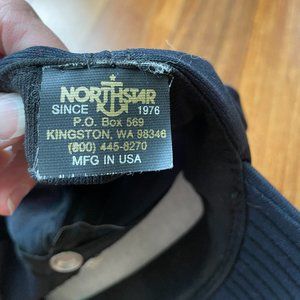 NORTHSTAR
SINCE 1976
P.O. Box 569
KINGSTON, WA 98346
(800) 445-8270
MFG IN USA